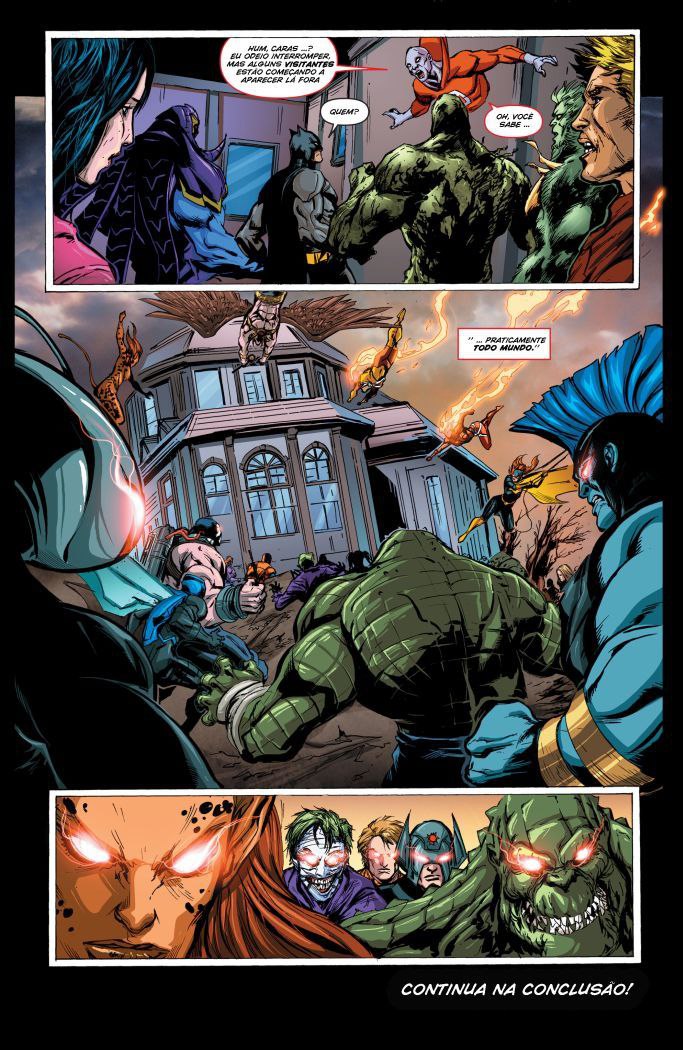 HUM, CARAS ...?
EU ODEIO INTERROMPER,
MAS ALGUNS VISITANTES
ESTÃO COMEÇANDO A
APARECER LÁ FORA
QUEM?
OH, VOCÊ
SABE ...
" ... PRATICAMENTE
TODO MUNDO."
CONTINUA NA CONCLUSÃO!